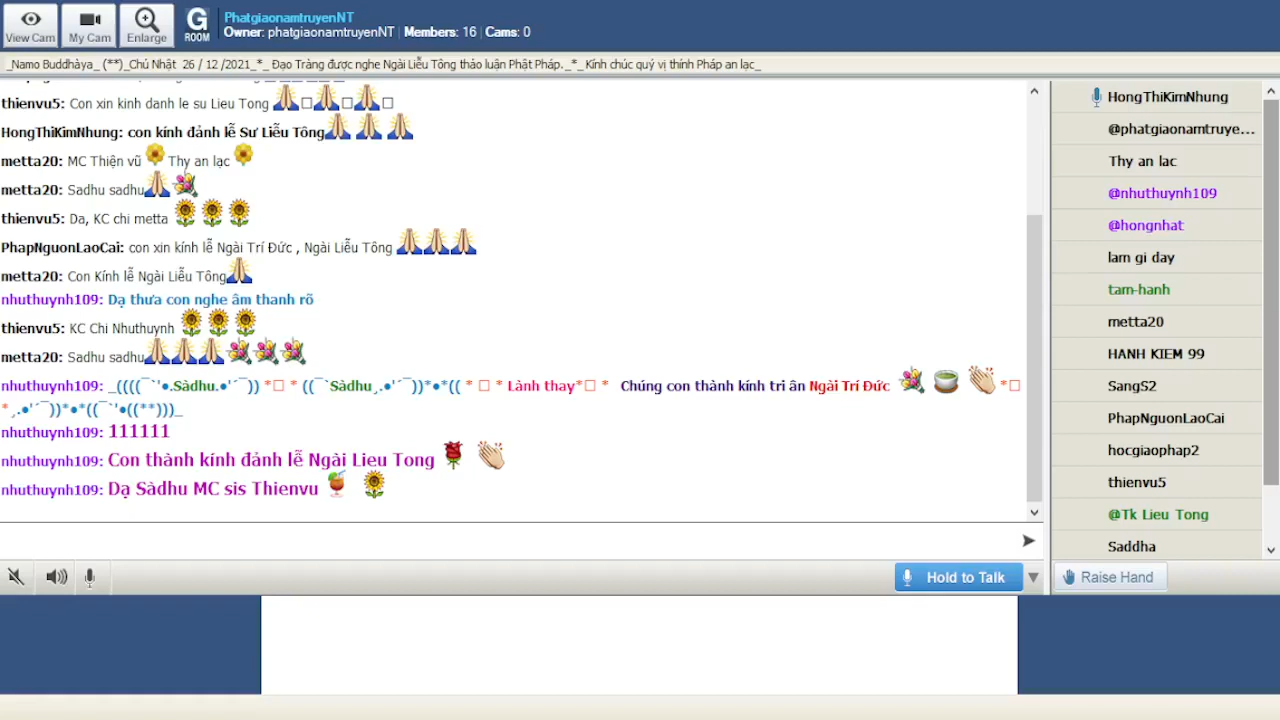 View Cam
My Cam
Enlarge
G
ROOM
PhatgiaonamtruyenNT
Owner: phatgiaonamtruyenNT | Members: 16 | Cams: 0
_Namo Buddhàya_ (**)_Chủ Nhật 26 / 12 /2021_*_ Đạo Tràng được nghe Ngài Liễu Tông thảo luận Phật Pháp._*_Kính chúc quý vị thính Pháp an lạc_
thienvu5: Con xin kinh danh le su Lieu Tong
HongThiKimNhung: con kính đảnh lễ Sư Liễu Tông
metta20: MC Thiện vũ Thy an lạc
metta20: Sadhu sadhu
thienvu5: Da, KC chi metta
PhapNguonLaoCai: con xin kính lễ Ngài Trí Đức , Ngài Liễu Tông
metta20: Con Kính lễ Ngài Liễu Tông
nhuthuynh109: Dạ thưa con nghe âm thanh rõ
thienvu5: KC Chi Nhuthuynh
metta20: Sadhu sadhu
nhuthuynh109: _((((¯`'•.Sàdhu.•'´¯)) *□ * ((¯`Sàdhu¸.•'´¯))*•*(( * □ * Lành thay*□ * Chúng con thành kính tri ân Ngài Trí Đức *□
*¸.•'´¯))*•*((¯`'•((**)))_
nhuthuynh109: 111111
nhuthuynh109: Con thành kính đảnh lễ Ngài Lieu Tong
nhuthuynh109: Dạ Sàdhu MC sis Thienvu
Hold to Talk
HongThiKimNhung
@phatgiaonamtruye...
Thy an lac
@nhuthuynh109
@hongnhat
lam gi day
tam-hanh
metta20
HANH KIEM 99
SangS2
PhapNguonLaoCai
hocgiaophap2
thienvu5
@Tk Lieu Tong
Saddha
Raise Hand